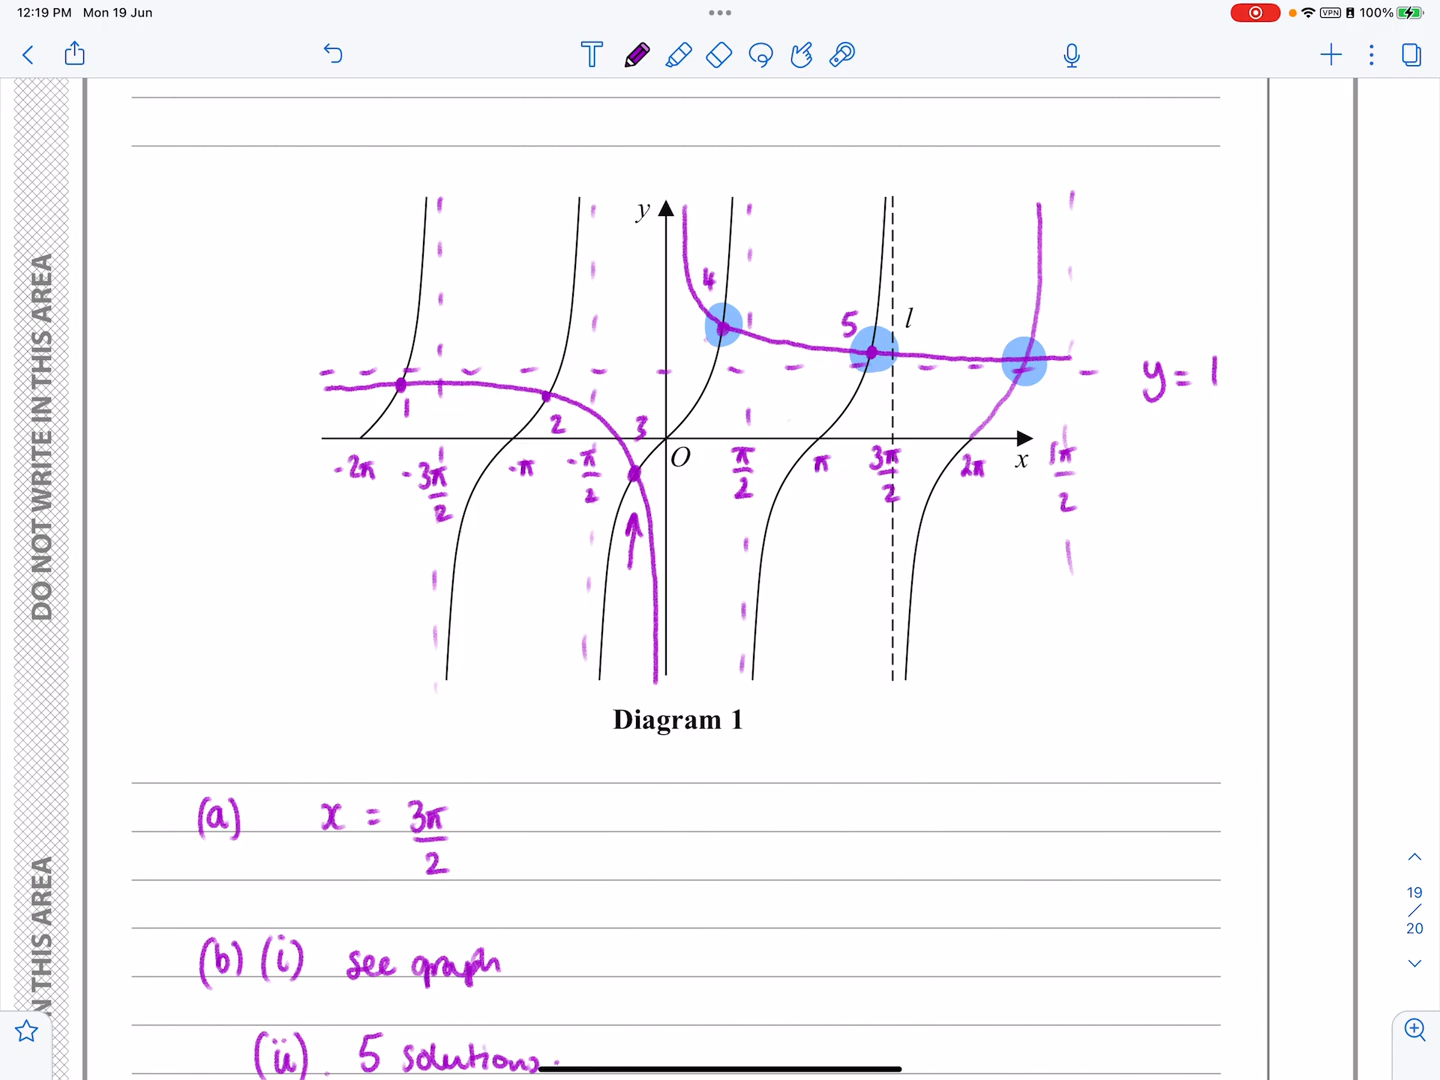 12:19 PM Mon 19 Jun
VPN 100%
DO NOT WRITE IN THIS AREA
N THIS AREA
y
4
5
l
y = 1
1
2
3
-2π
-3π/2
-π
-π/2
O
π/2
π
3π/2
2π
x
Diagram 1
(a) x = 3π/2
(b) (i) see graph
(ii). 5 solutions.
19
/
20